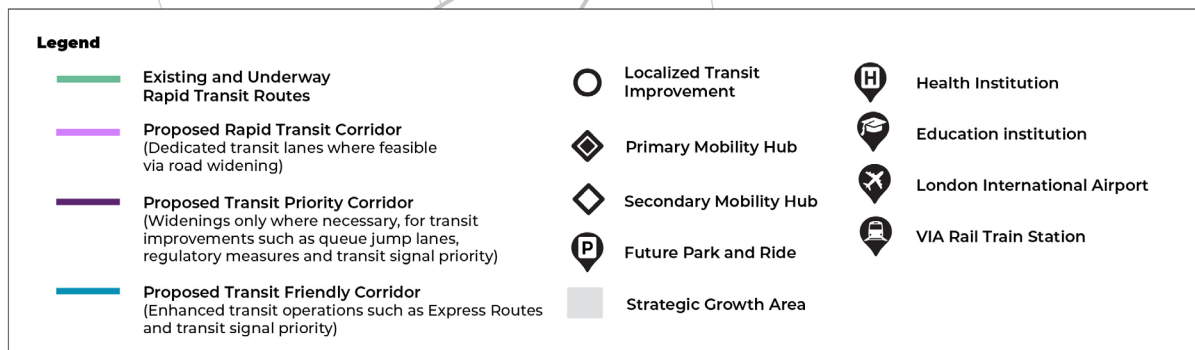 Legend
Existing and Underway
Rapid Transit Routes
Proposed Rapid Transit Corridor
(Dedicated transit lanes where feasible
via road widening)
Proposed Transit Priority Corridor
(Widenings only where necessary, for transit
improvements such as queue jump lanes,
regulatory measures and transit signal priority)
Proposed Transit Friendly Corridor
(Enhanced transit operations such as Express Routes
and transit signal priority)
Localized Transit
Improvement
Primary Mobility Hub
Secondary Mobility Hub
P
Future Park and Ride
Strategic Growth Area
H
Health Institution
Education institution
London International Airport
VIA Rail Train Station